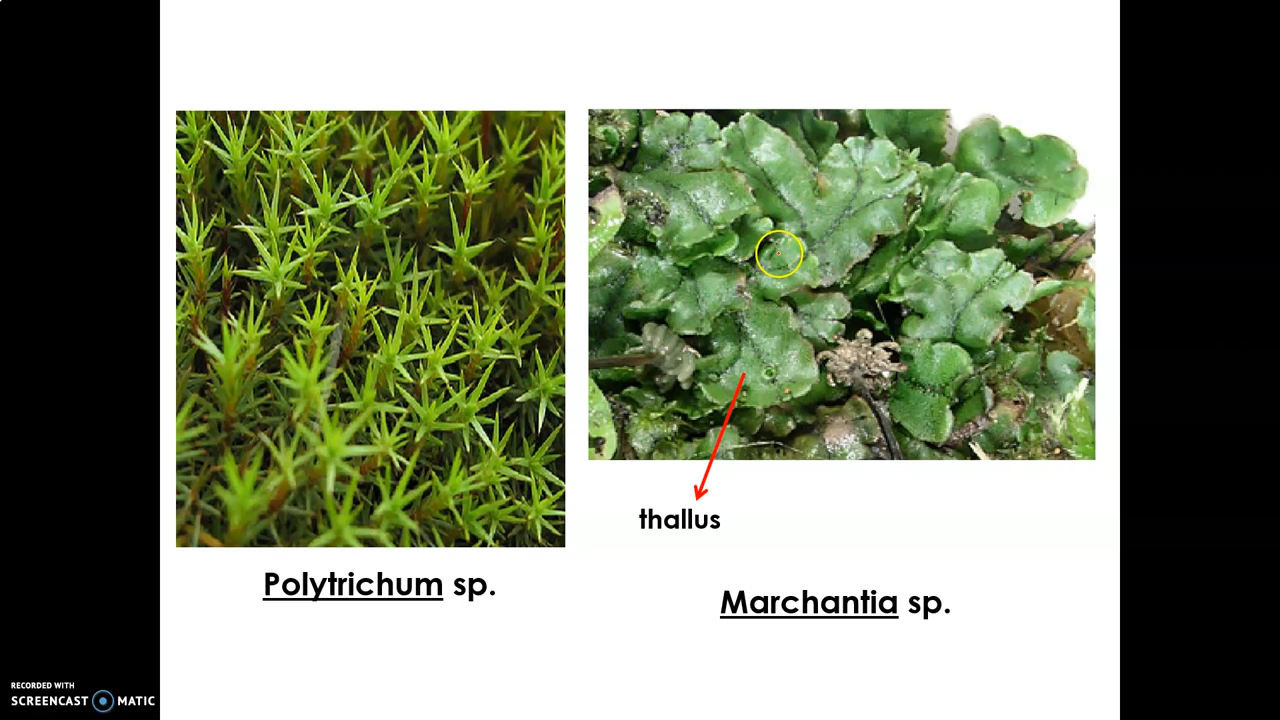 thallus
Polytrichum sp.
Marchantia sp.
RECORDED WITH
SCREENCAST MATIC